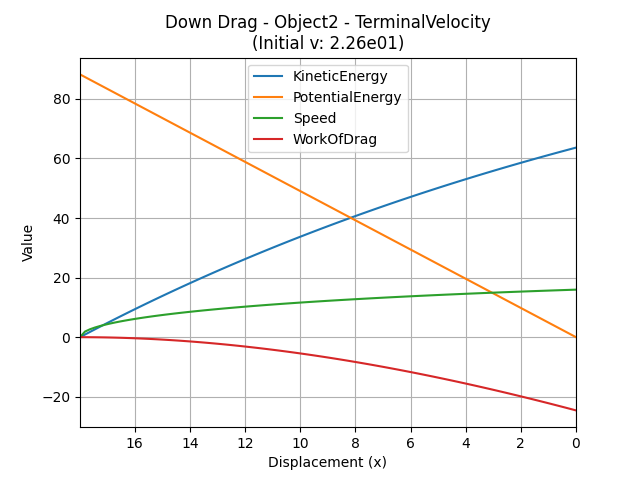 Down Drag - Object2 - TerminalVelocity
(Initial v: 2.26e01)
KineticEnergy
PotentialEnergy
Speed
WorkOfDrag
Value
80
60
40
20
0
−20
16 14 12 10 8 6 4 2 0
Displacement (x)